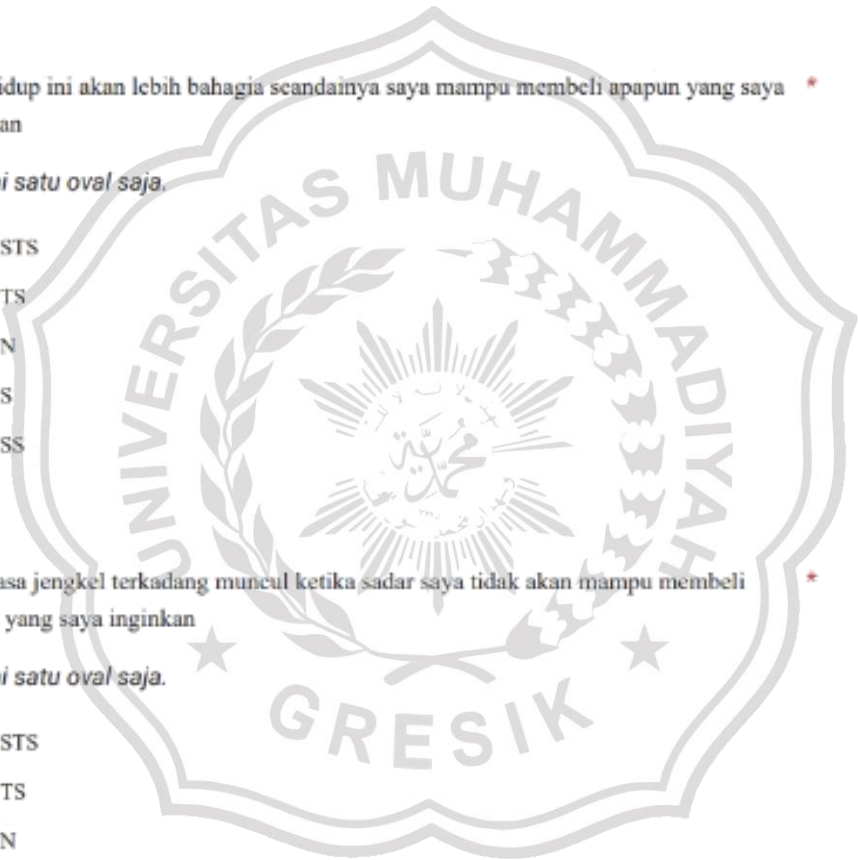 idup ini akan lebih bahagia seandainya saya mampu membeli apapun yang saya *
an
i satu oval saja.
STS
TS
N
S
SS
asa jengkel terkadang muncul ketika sadar saya tidak akan mampu membeli *
yang saya inginkan
i satu oval saja.
STS
TS
N
UNIVERSITAS MUHAMMADIYAH
GRESIK